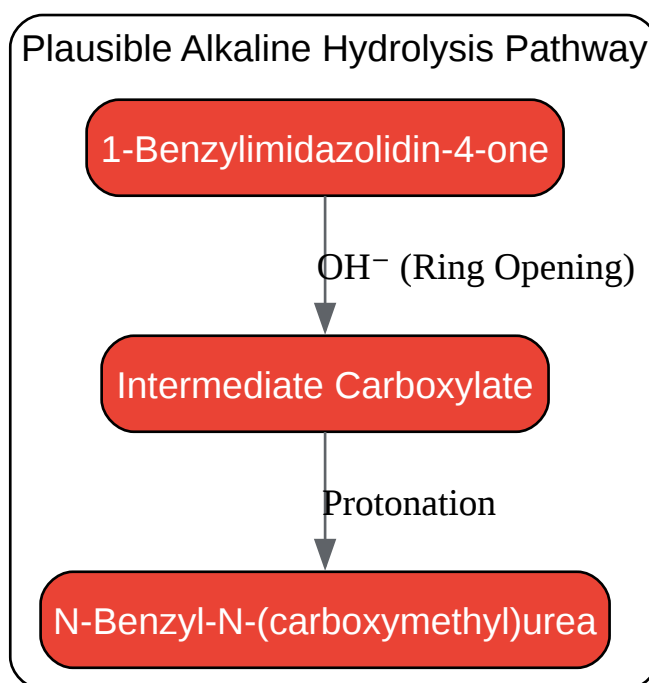 Plausible Alkaline Hydrolysis Pathway
1-Benzylimidazolidin-4-one
OH⁻ (Ring Opening)
Intermediate Carboxylate
Protonation
N-Benzyl-N-(carboxymethyl)urea